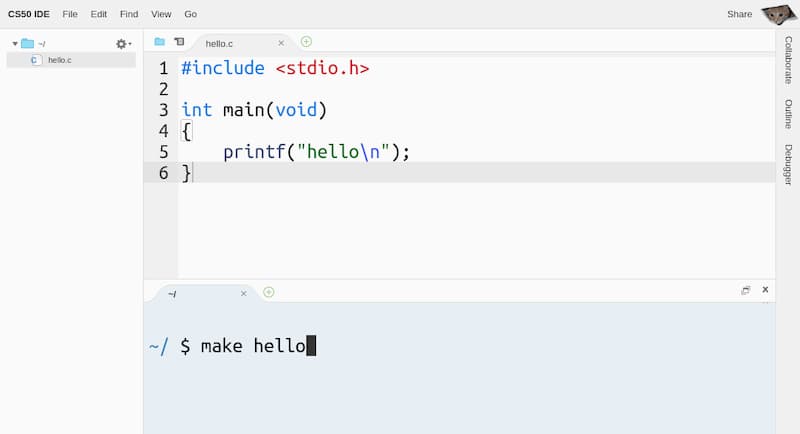 CS50 IDE File Edit Find View Go Share
~/
hello.c
hello.c
1 #include <stdio.h>
2
3 int main(void)
4 {
5     printf("hello\n");
6 }
Collaborate
Outline
Debugger
~/
~/ $ make hello